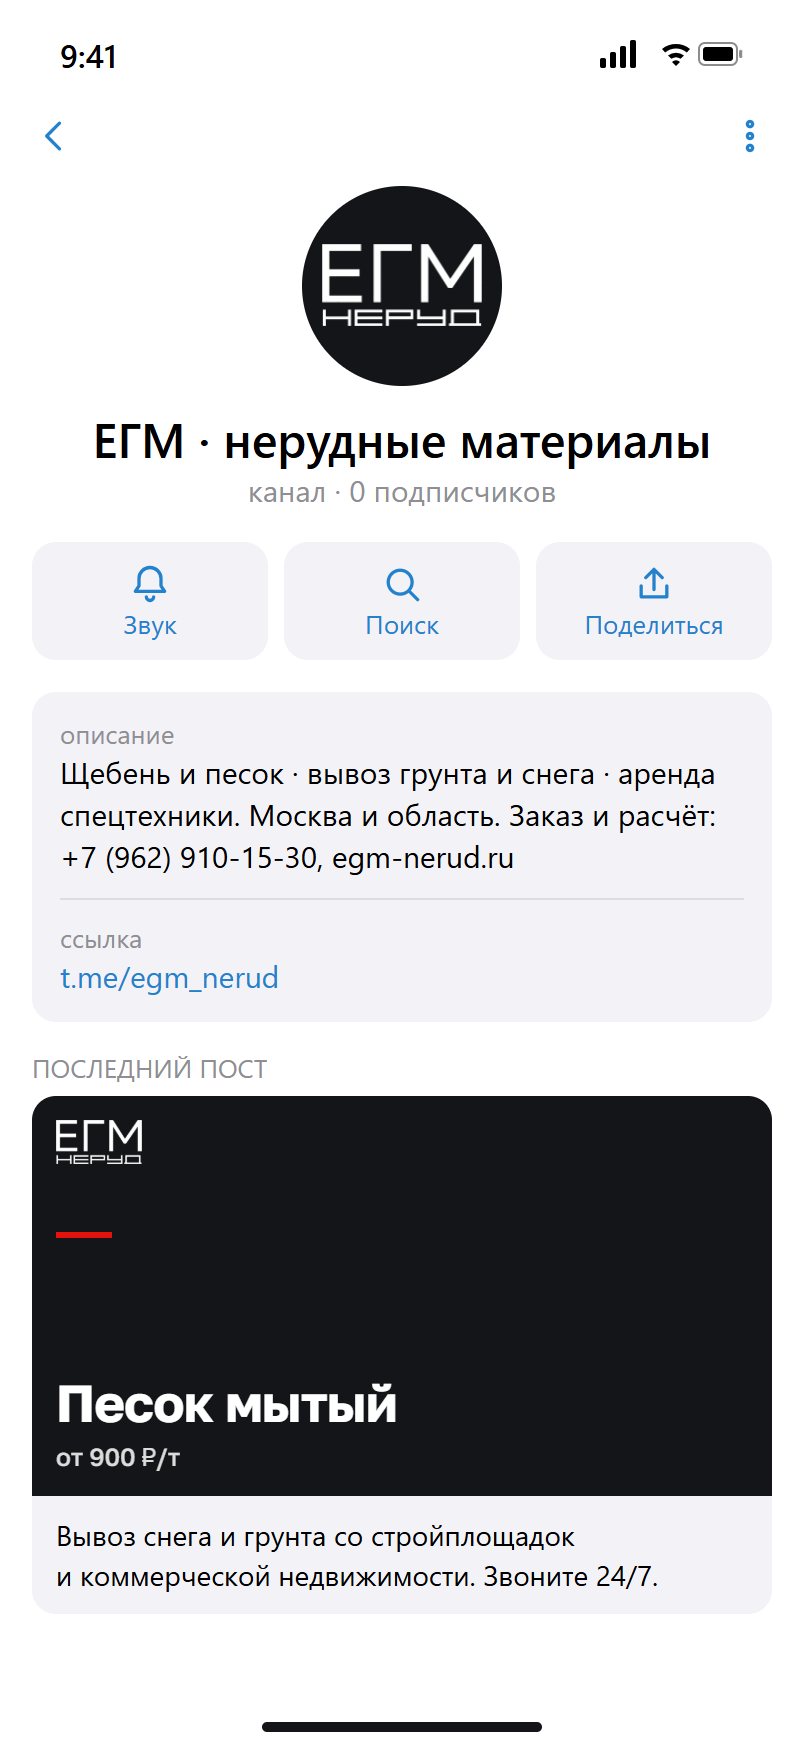 9:41
ЕГМ
НЕРУД
ЕГМ · нерудные материалы
канал · 0 подписчиков
Звук
Поиск
Поделиться
описание
Щебень и песок · вывоз грунта и снега · аренда
спецтехники. Москва и область. Заказ и расчёт:
+7 (962) 910-15-30, egm-nerud.ru
ссылка
t.me/egm_nerud
ПОСЛЕДНИЙ ПОСТ
ЕГМ
НЕРУД
Песок мытый
от 900 ₽/т
Вывоз снега и грунта со стройплощадок
и коммерческой недвижимости. Звоните 24/7.